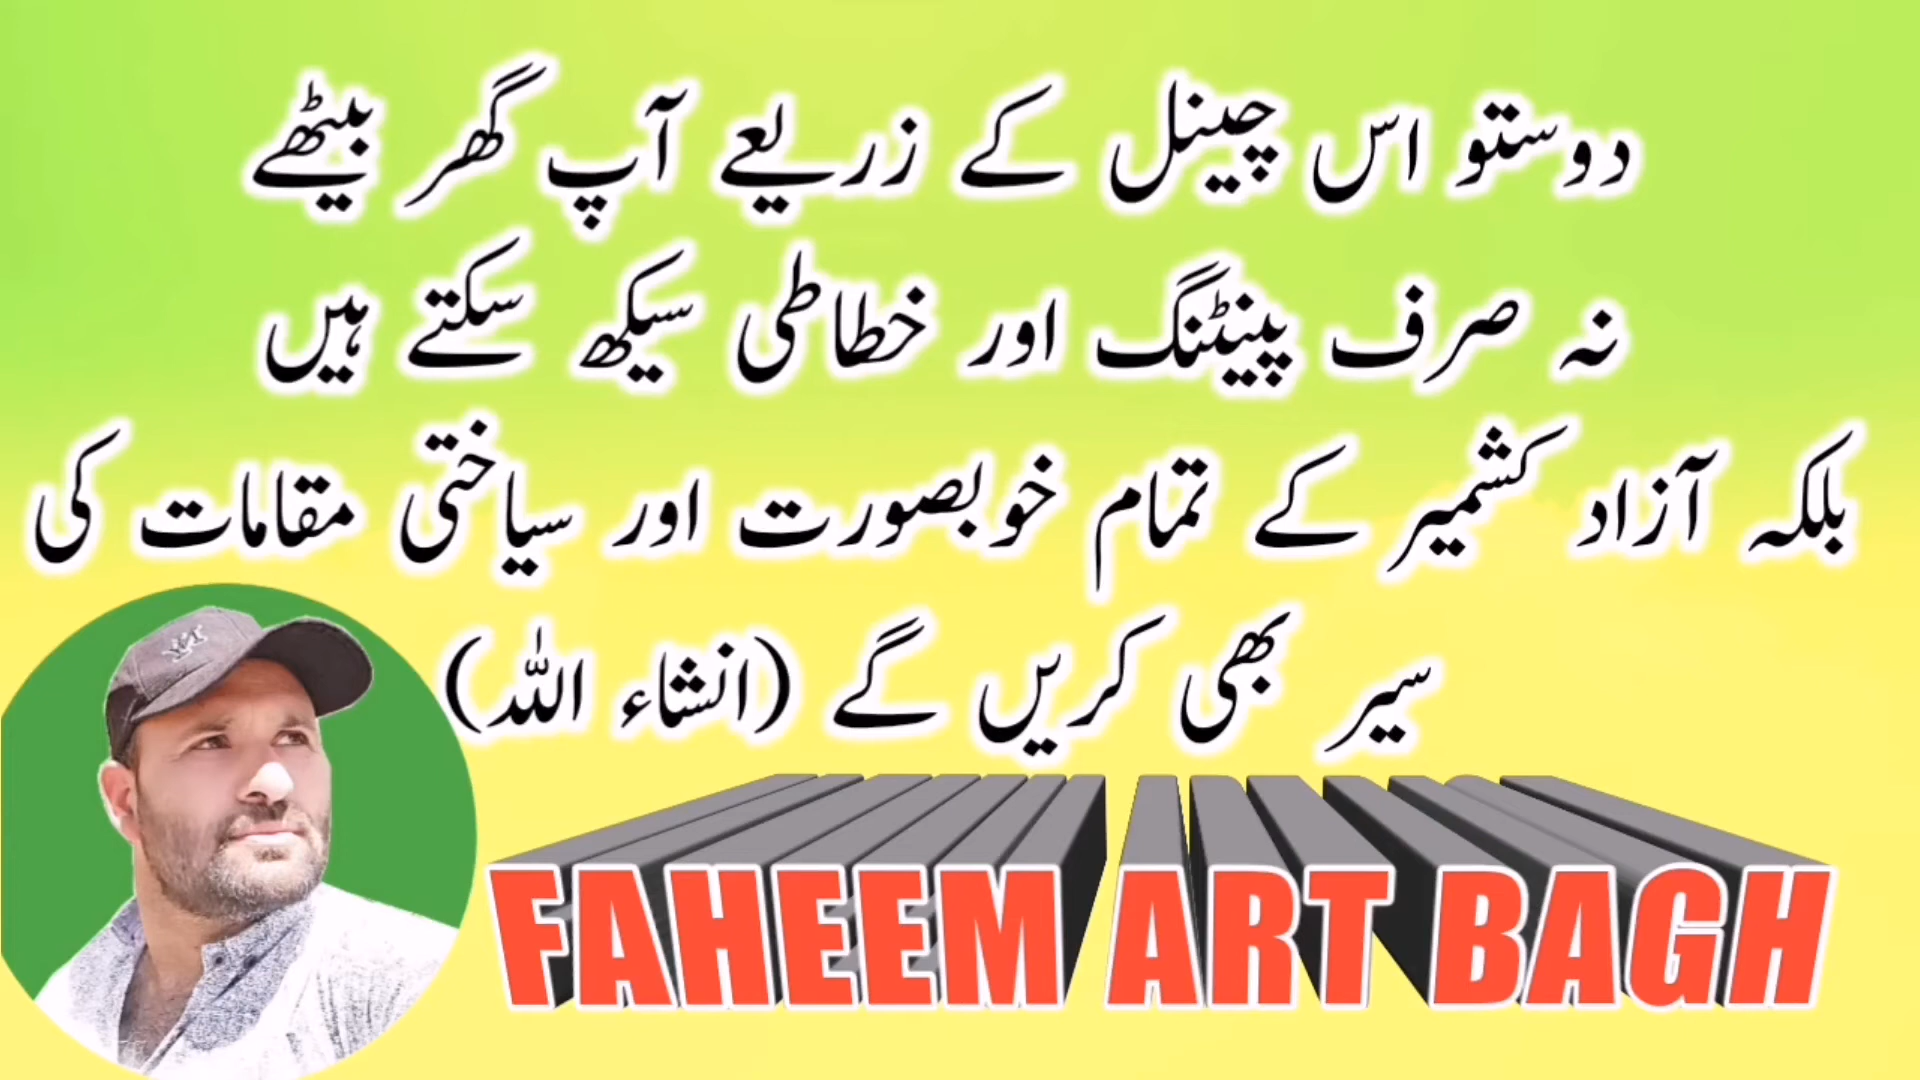 دوستو اس چینل کے زریعے آپ گھر بیٹھے
نہ صرف پینٹنگ اور خطاطی سیکھ سکتے ہیں
بلکہ آزاد کشمیر کے تمام خوبصورت اور سیاختی مقامات کی
سیر بھی کریں گے (انشاء اللہ)
FAHEEM ART BAGH